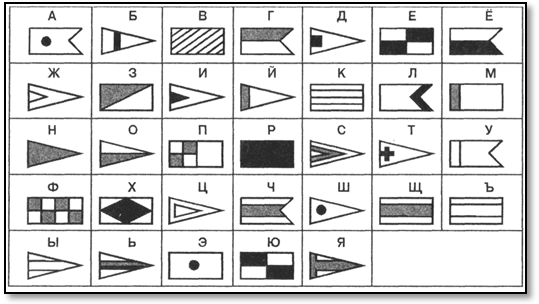 А Б В Г Д Е Ё
Ж З И Й К Л М
Н О П Р С Т У
Ф Х Ц Ч Ш Щ Ъ
Ы Ь Э Ю Я